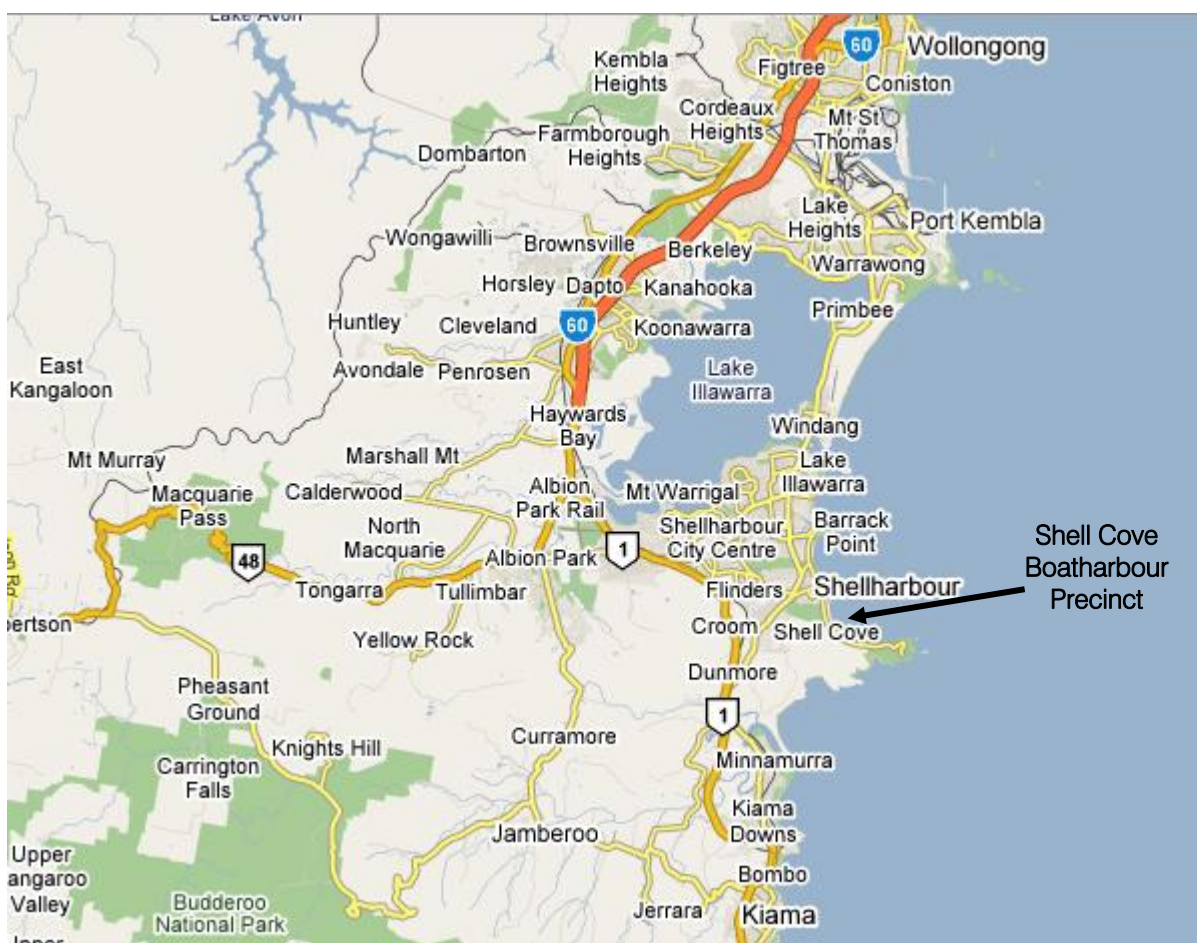 Lake Avon
60
Wollongong
Kembla
Heights
Figtree
Coniston
Cordeaux
Heights
Mt St
Thomas
Farmborough
Heights
Dombarton
Lake
Heights
Port Kembla
Wongawilli
Brownsville
Berkeley
Warrawong
Horsley
Dapto
Kanahooka
Primbee
Huntley
Cleveland
60
Koonawarra
East
Kangaloon
Avondale
Penrosen
Lake
Illawarra
Haywards
Bay
Windang
Mt Murray
Marshall Mt
Lake
Illawarra
Macquarie
Pass
Calderwood
Albion
Park Rail
Mt Warrigal
North
Macquarie
Shellharbour
City Centre
Barrack
Point
Shell Cove
Boatharbour
Precinct
48
1
Albion Park
Tongarra
Tullimbar
Flinders
Shellharbour
bertson
Yellow Rock
Croom
Shell Cove
Dunmore
Pheasant
Ground
1
Knights Hill
Curramore
Minnamurra
Carrington
Falls
Kiama
Downs
Jamberoo
Upper
angaroo
Valley
Bombo
Budderoo
National Park
Jerrara
Kiama